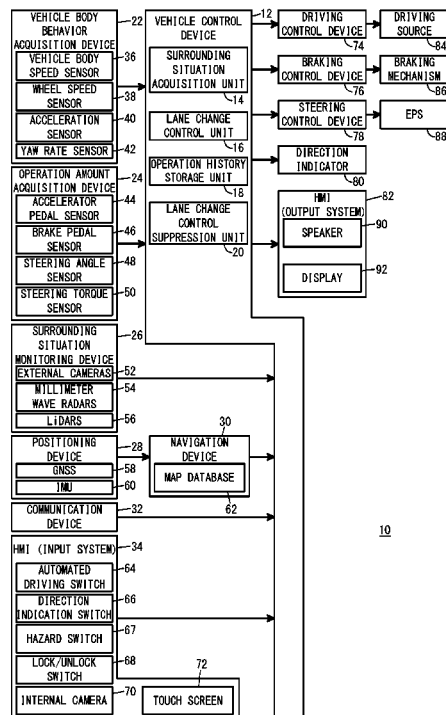 VEHICLE BODY
BEHAVIOR ACQUISITION DEVICE
22
VEHICLE BODY
SPEED SENSOR
36
WHEEL SPEED
SENSOR
38
ACCELERATION
SENSOR
40
YAW RATE SENSOR
42
OPERATION AMOUNT
ACQUISITION DEVICE
24
ACCELERATOR
PEDAL SENSOR
44
BRAKE PEDAL
SENSOR
46
STEERING ANGLE
SENSOR
48
STEERING TORQUE
SENSOR
50
SURROUNDING
SITUATION
MONITORING DEVICE
26
EXTERNAL CAMERAS
52
MILLIMETER
WAVE RADARS
54
LiDARS
56
POSITIONING
DEVICE
28
GNSS
58
IMU
60
COMMUNICATION
DEVICE
32
HMI (INPUT SYSTEM)
34
AUTOMATED
DRIVING SWITCH
64
DIRECTION
INDICATION SWITCH
66
HAZARD SWITCH
67
LOCK/UNLOCK
SWITCH
68
INTERNAL CAMERA
70
TOUCH SCREEN
72
NAVIGATION
DEVICE
30
MAP DATABASE
62
VEHICLE CONTROL
DEVICE
12
SURROUNDING
SITUATION
ACQUISITION UNIT
14
LANE CHANGE
CONTROL UNIT
16
OPERATION HISTORY
STORAGE UNIT
18
LANE CHANGE
CONTROL
SUPPRESSION UNIT
20
DRIVING
CONTROL DEVICE
74
DRIVING
SOURCE
84
BRAKING
CONTROL DEVICE
76
BRAKING
MECHANISM
86
STEERING
CONTROL DEVICE
78
EPS
88
DIRECTION
INDICATOR
80
HMI
(OUTPUT SYSTEM)
82
SPEAKER
90
DISPLAY
92
10